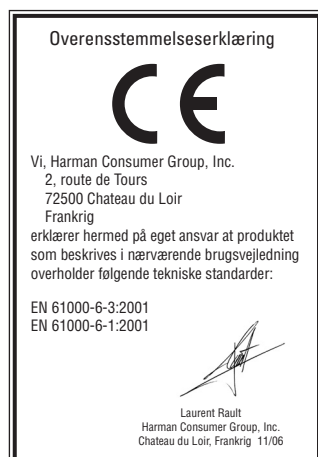 Overensstemmelseserklæring
CE
Vi, Harman Consumer Group, Inc.
2, route de Tours
72500 Chateau du Loir
Frankrig
erklærer hermed på eget ansvar at produktet
som beskrives i nærværende brugsvejledning
overholder følgende tekniske standarder:
EN 61000-6-3:2001
EN 61000-6-1:2001
Laurent Rault
Harman Consumer Group, Inc.
Chateau du Loir, Frankrig 11/06